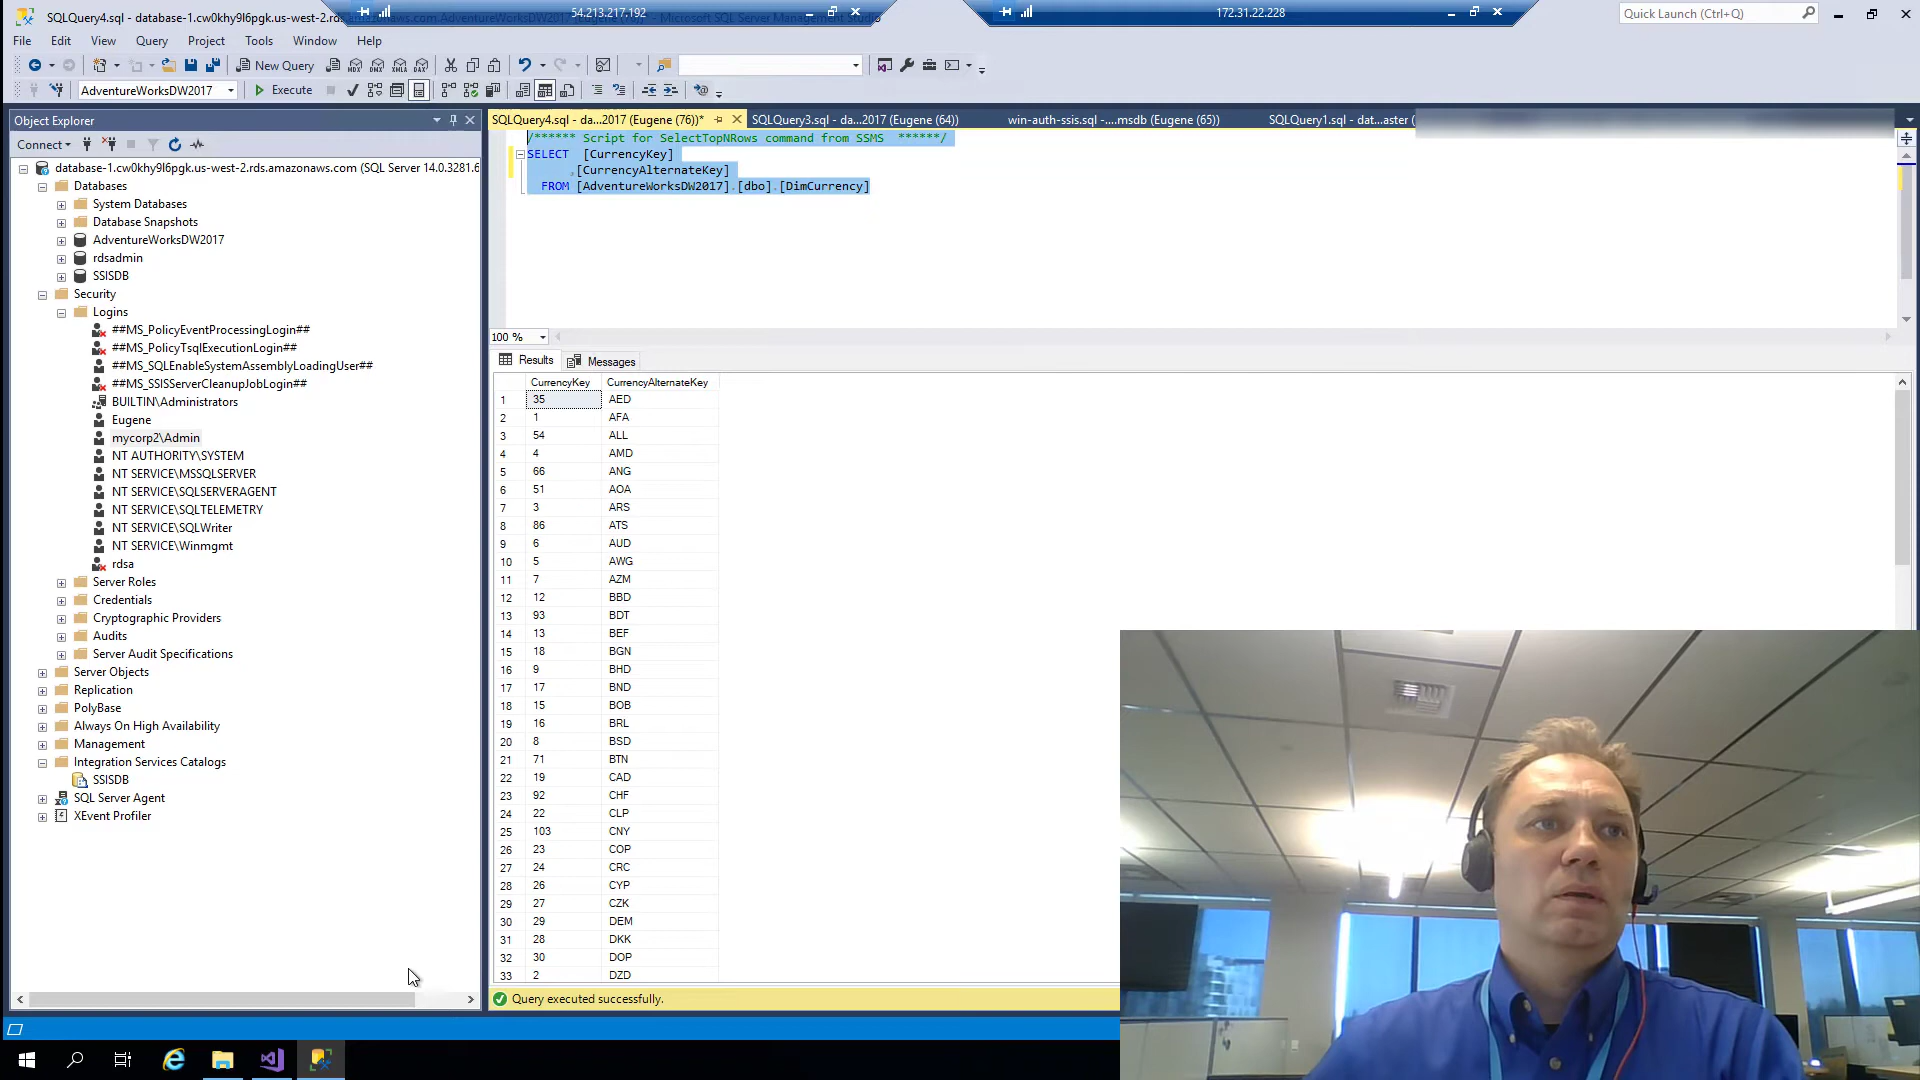 SQLQuery4.sql - database-1.cw0khy9l6pgk.us-west-2.rds.amazonaws.com.AdventureWorksDW2017
Microsoft SQL Server Management Studio
54.213.217.192
172.31.22.228
Quick Launch (Ctrl+Q)
File Edit View Query Project Tools Window Help
New Query
MDX DMX XMLA DAX
AdventureWorksDW2017
Execute
Object Explorer
SQLQuery4.sql - da...2017 (Eugene (76))*
SQLQuery3.sql - da...2017 (Eugene (64))
win-auth-ssis.sql -....msdb (Eugene (65))
SQLQuery1.sql - dat...aster (
Connect
/****** Script for SelectTopNRows command from SSMS ******/
SELECT [CurrencyKey]
,[CurrencyAlternateKey]
FROM [AdventureWorksDW2017].[dbo].[DimCurrency]
database-1.cw0khy9l6pgk.us-west-2.rds.amazonaws.com (SQL Server 14.0.3281.6
Databases
System Databases
Database Snapshots
AdventureWorksDW2017
rdsadmin
SSISDB
Security
Logins
##MS_PolicyEventProcessingLogin##
##MS_PolicyTsqlExecutionLogin##
##MS_SQLEnableSystemAssemblyLoadingUser##
##MS_SSISServerCleanupJobLogin##
BUILTIN\Administrators
Eugene
mycorp2\Admin
NT AUTHORITY\SYSTEM
NT SERVICE\MSSQLSERVER
NT SERVICE\SQLSERVERAGENT
NT SERVICE\SQLTELEMETRY
NT SERVICE\SQLWriter
NT SERVICE\Winmgmt
rdsa
Server Roles
Credentials
Cryptographic Providers
Audits
Server Audit Specifications
Server Objects
Replication
PolyBase
Always On High Availability
Management
Integration Services Catalogs
SSISDB
SQL Server Agent
XEvent Profiler
100 %
Results Messages
CurrencyKey CurrencyAlternateKey
1 35 AED
2 1 AFA
3 54 ALL
4 4 AMD
5 66 ANG
6 51 AOA
7 3 ARS
8 86 ATS
9 6 AUD
10 5 AWG
11 7 AZM
12 12 BBD
13 93 BDT
14 13 BEF
15 18 BGN
16 9 BHD
17 17 BND
18 15 BOB
19 16 BRL
20 8 BSD
21 71 BTN
22 19 CAD
23 92 CHF
24 22 CLP
25 103 CNY
26 23 COP
27 24 CRC
28 26 CYP
29 27 CZK
30 29 DEM
31 28 DKK
32 30 DOP
33 2 DZD
Query executed successfully.